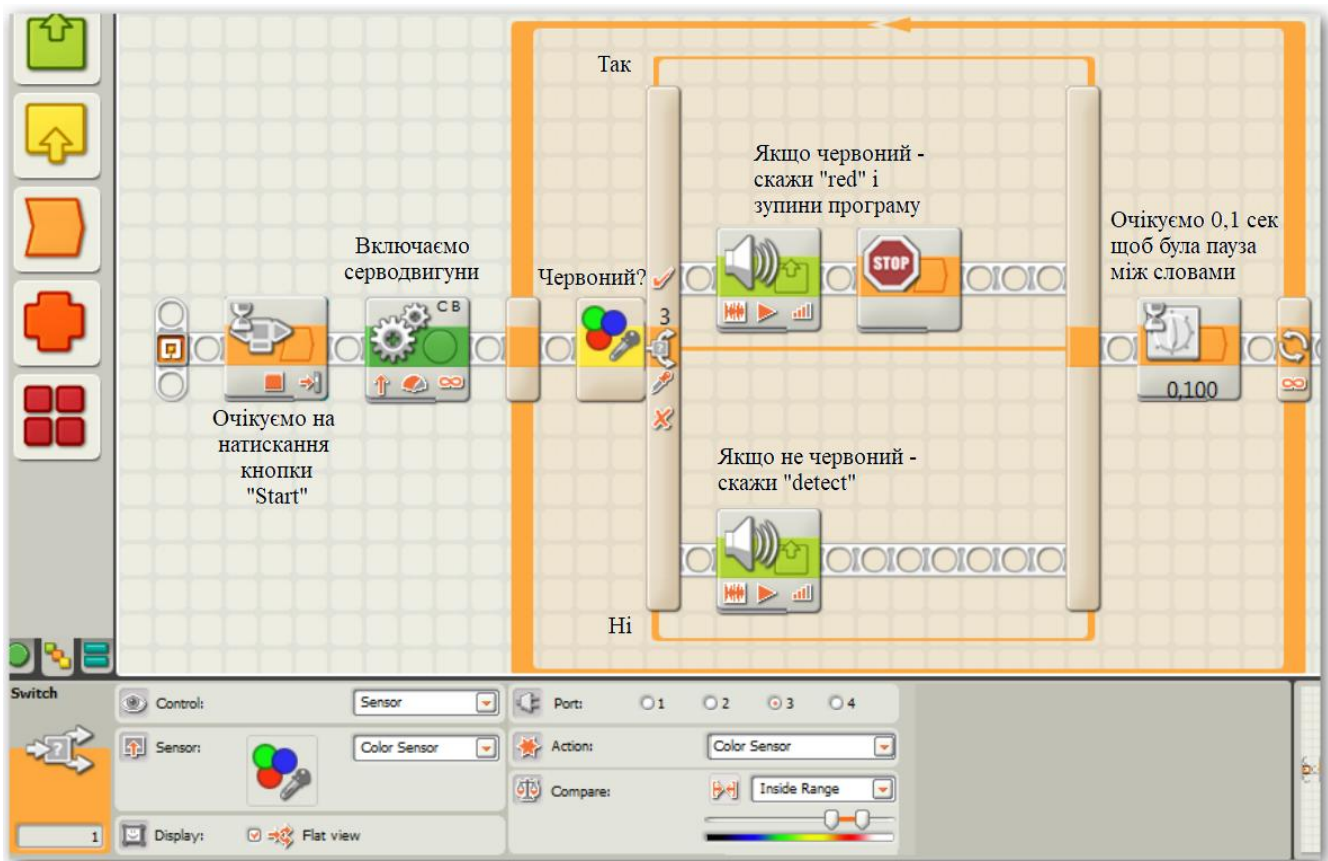 Так
Якщо червоний -
скажи "red" і
зупини програму
Очікуємо 0,1 сек
щоб була пауза
між словами
Включаємо
серводвигуни
Червоний?
C B
3
STOP
0,100
Очікуємо на
натискання
кнопки
"Start"
Якщо не червоний -
скажи "detect"
Ні
Switch
Control:
Sensor
Port:
1
2
3
4
Sensor:
Color Sensor
Action:
Color Sensor
Compare:
Inside Range
1
Display:
Flat view